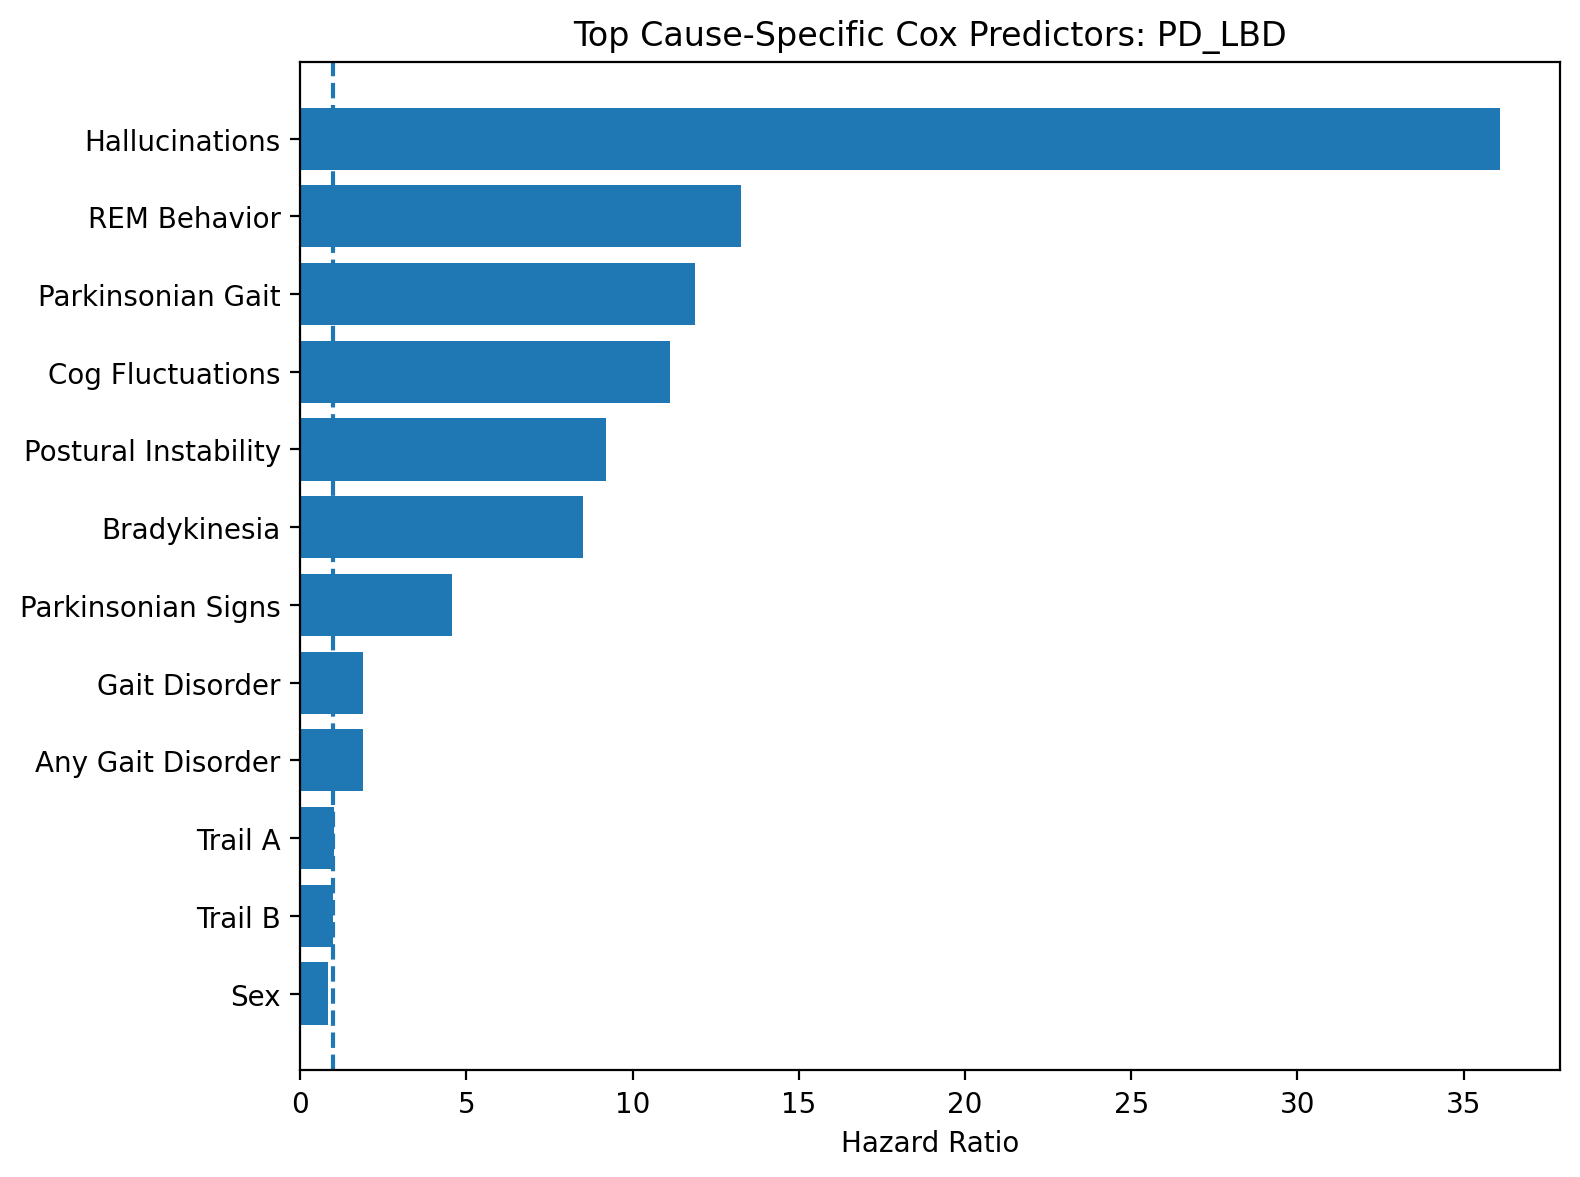 Top Cause-Specific Cox Predictors: PD_LBD
Hallucinations
REM Behavior
Parkinsonian Gait
Cog Fluctuations
Postural Instability
Bradykinesia
Parkinsonian Signs
Gait Disorder
Any Gait Disorder
Trail A
Trail B
Sex
0 5 10 15 20 25 30 35
Hazard Ratio